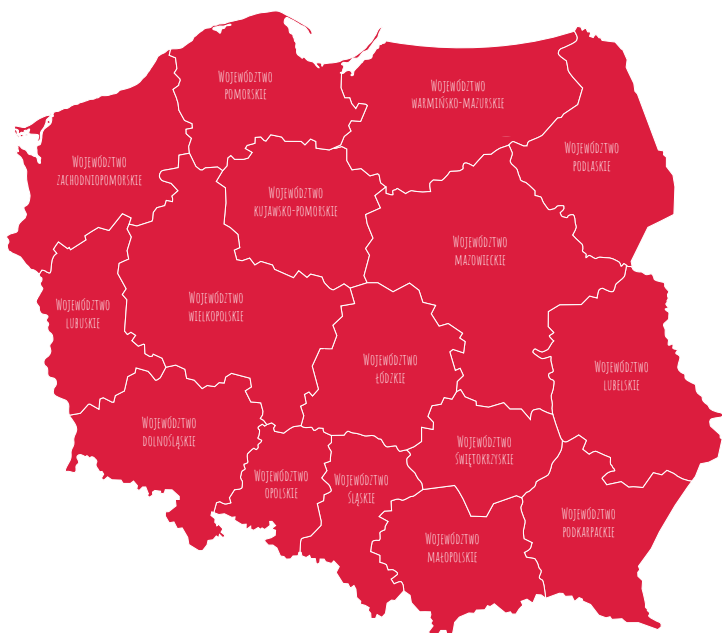 Województwo
pomorskie
Województwo
warmińsko-mazurskie
Województwo
podlaskie
Województwo
zachodniopomorskie
Województwo
kujawsko-pomorskie
Województwo
mazowieckie
Województwo
lubuskie
Województwo
wielkopolskie
Województwo
łódzkie
Województwo
lubelskie
Województwo
dolnośląskie
Województwo
świętokrzyskie
Województwo
opolskie
Województwo
śląskie
Województwo
podkarpackie
Województwo
małopolskie